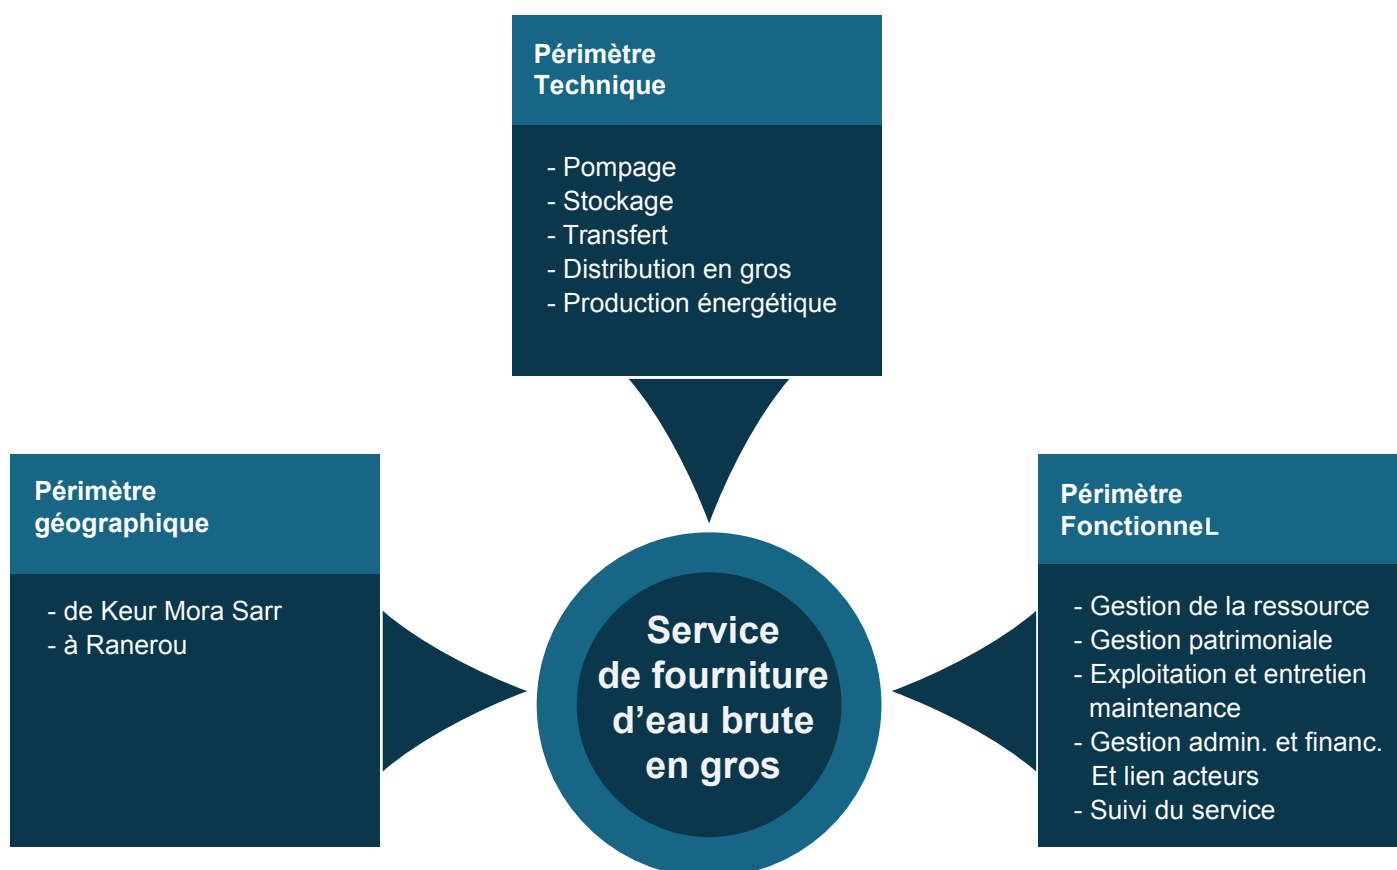 Périmètre
Technique
- Pompage
- Stockage
- Transfert
- Distribution en gros
- Production énergétique
Périmètre
géographique
- de Keur Mora Sarr
- à Ranerou
Service
de fourniture
d’eau brute
en gros
Périmètre
FonctionneL
- Gestion de la ressource
- Gestion patrimoniale
- Exploitation et entretien
maintenance
- Gestion admin. et financ.
Et lien acteurs
- Suivi du service